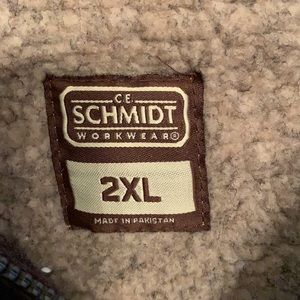 C.E.
SCHMIDT
WORKWEAR®
2XL
MADE IN PAKISTAN